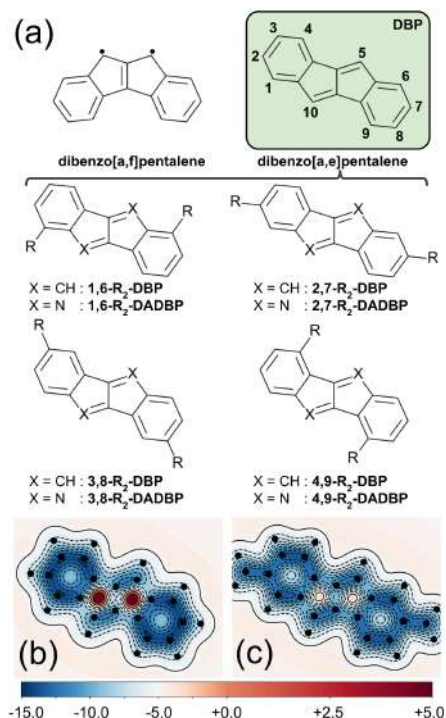 (a)
DBP
3
4
2
5
1
6
7
10
9
8
dibenzo[a,f]pentalene
dibenzo[a,e]pentalene
X
R
R
X
X = CH : 1,6-R2-DBP
X = N : 1,6-R2-DADBP
R
X
X
R
X = CH : 2,7-R2-DBP
X = N : 2,7-R2-DADBP
R
X
X
R
X = CH : 3,8-R2-DBP
X = N : 3,8-R2-DADBP
R
X
X
R
X = CH : 4,9-R2-DBP
X = N : 4,9-R2-DADBP
(b)
(c)
-15.0 -10.0 -5.0 +0.0 +2.5 +5.0